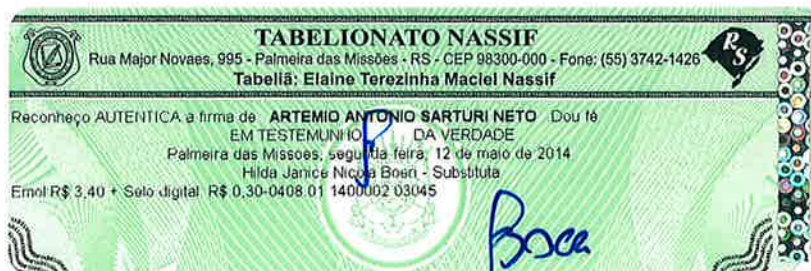 TABELIONATO NASSIF
Rua Major Novaes, 995 - Palmeira das Missões - RS - CEP 98300-000 - Fone: (55) 3742-1426
Tabeliã: Elaine Terezinha Maciel Nassif
RS
Reconheço AUTENTICA a firma de ARTEMIO ANTONIO SARTURI NETO Dou fé
EM TESTEMUNHO DA VERDADE
Palmeira das Missões, segunda feira, 12 de maio de 2014
Hilda Janice Nicola Boeri - Substituta
Emol R$ 3,40 + Selo digital R$ 0,30-0408.01 1400002 03045